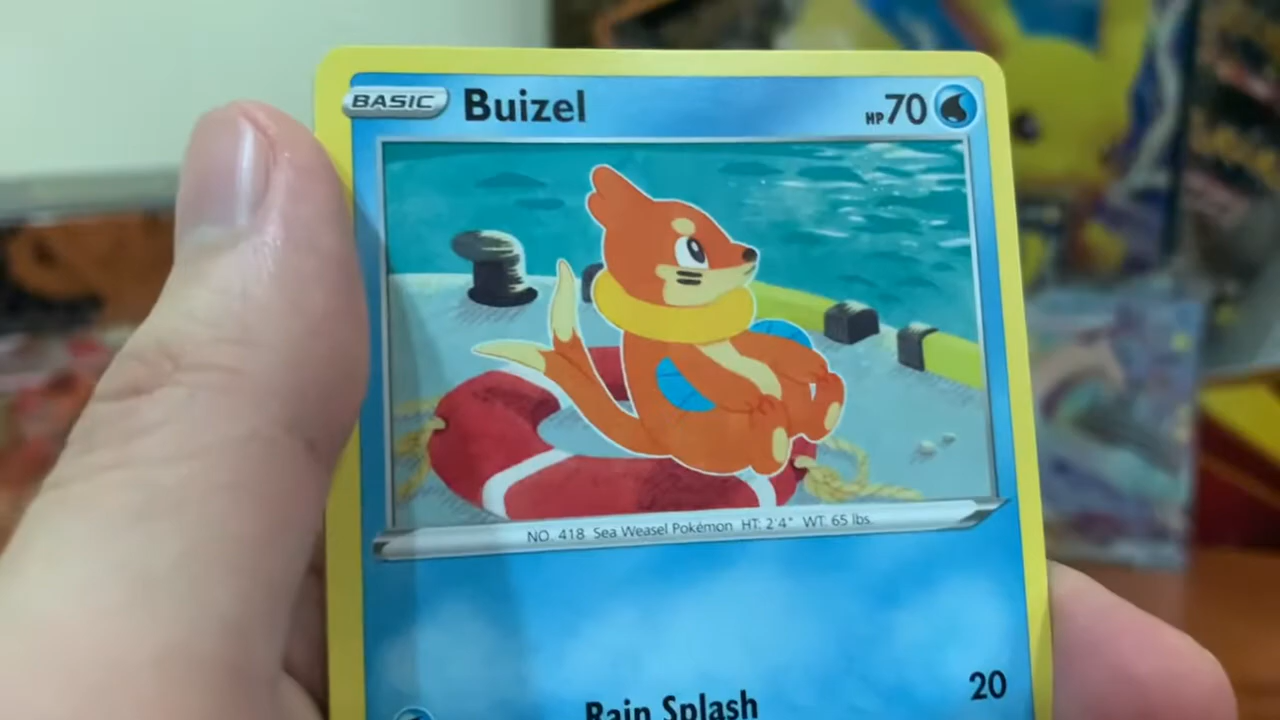 BASIC Buizel HP 70
NO. 418 Sea Weasel Pokémon HT: 2'4" WT: 65 lbs.
Rain Splash 20